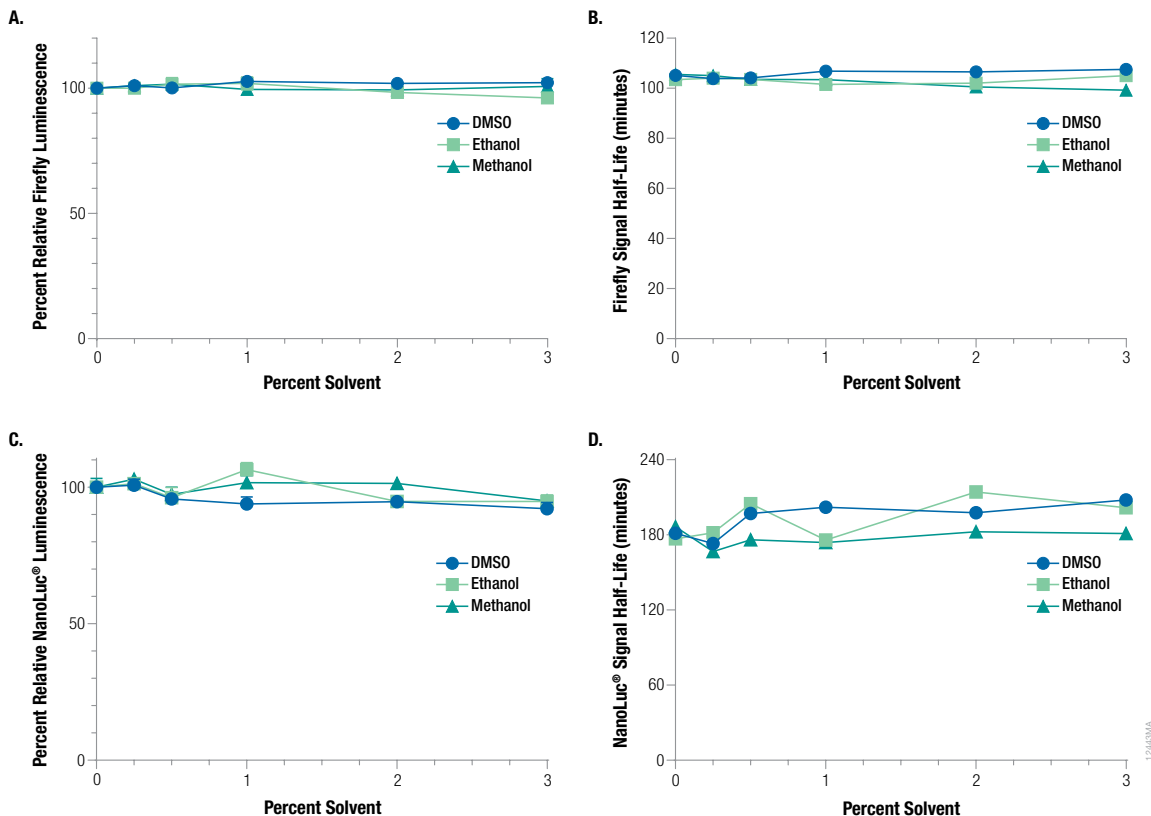 A.
Percent Relative Firefly Luminescence
100
50
0
0 1 2 3
Percent Solvent
DMSO
Ethanol
Methanol
B.
Firefly Signal Half-Life (minutes)
120
100
80
60
40
20
0
0 1 2 3
Percent Solvent
DMSO
Ethanol
Methanol
C.
Percent Relative NanoLuc® Luminescence
100
50
0
0 1 2 3
Percent Solvent
DMSO
Ethanol
Methanol
D.
NanoLuc® Signal Half-Life (minutes)
240
180
120
60
0
0 1 2 3
Percent Solvent
DMSO
Ethanol
Methanol
12443MA